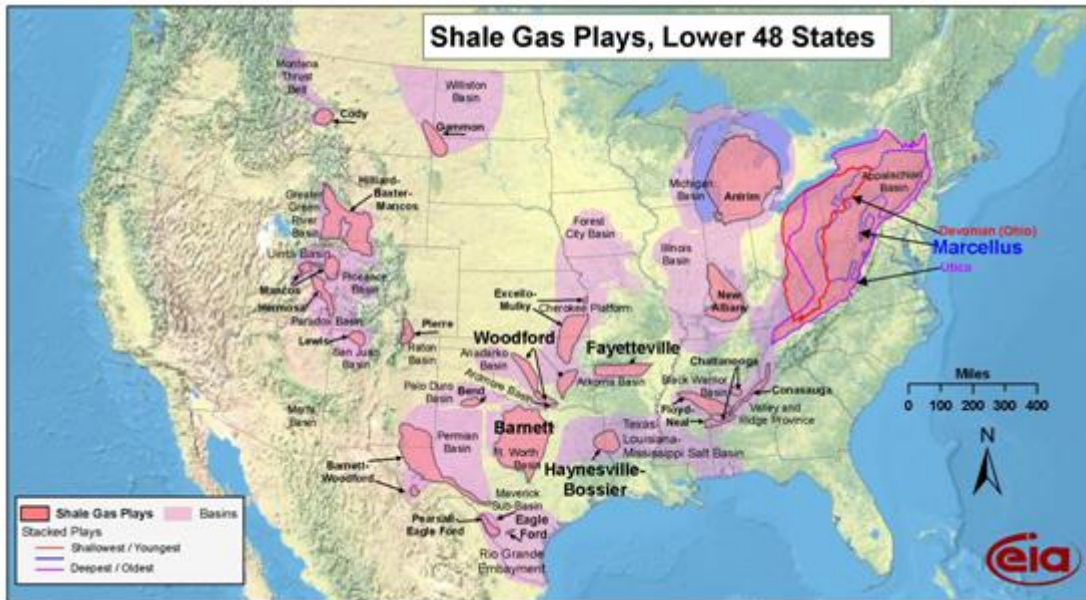 Shale Gas Plays, Lower 48 States
Montana
Thrust
Belt
Williston
Basin
Cody
Gammon
Hilliard-
Baxter-
Mancos
Greater
Green
River
Basin
Michigan
Basin
Antrim
Appalachian
Basin
Devonian (Ohio)
Marcellus
Utica
Forest
City Basin
Illinois
Basin
Uinta Basin
Piceance
Basin
Mancos
Hermosa
Paradox Basin
Lewis
San Juan
Basin
Excello-
Mulky
Cherokee Platform
New
Albany
Pierre
Raton
Basin
Woodford
Anadarko
Basin
Fayetteville
Chattanooga
Arkoma Basin
Black Warrior
Basin
Conasauga
Ardmore Basin
Palo Duro
Basin
Bend
Floyd-
Neal
Valley and
Ridge Province
Marfa
Basin
Permian
Basin
Barnett
Ft. Worth
Basin
Texas-
Louisiana-
Mississippi Salt Basin
Haynesville-
Bossier
Barnett-
Woodford
Maverick
Sub-Basin
Pearsall-
Eagle Ford
Eagle
Ford
Rio Grande
Embayment
Miles
0 100 200 300 400
N
Shale Gas Plays
Basins
Stacked Plays
Shallowest / Youngest
Deepest / Oldest
eia